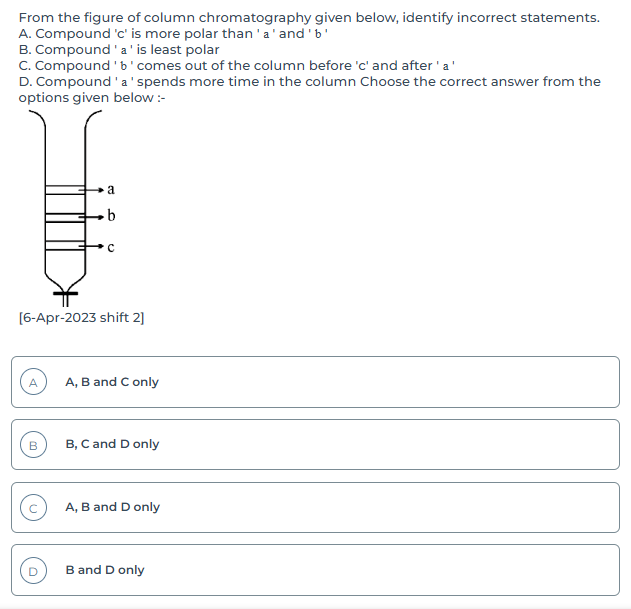 From the figure of column chromatography given below, identify incorrect statements.
A. Compound 'c' is more polar than ' a ' and ' b '
B. Compound ' a ' is least polar
C. Compound ' b ' comes out of the column before 'c' and after ' a '
D. Compound ' a ' spends more time in the column Choose the correct answer from the
options given below :-
a
b
c
[6-Apr-2023 shift 2]
A A, B and C only
B B, C and D only
C A, B and D only
D B and D only